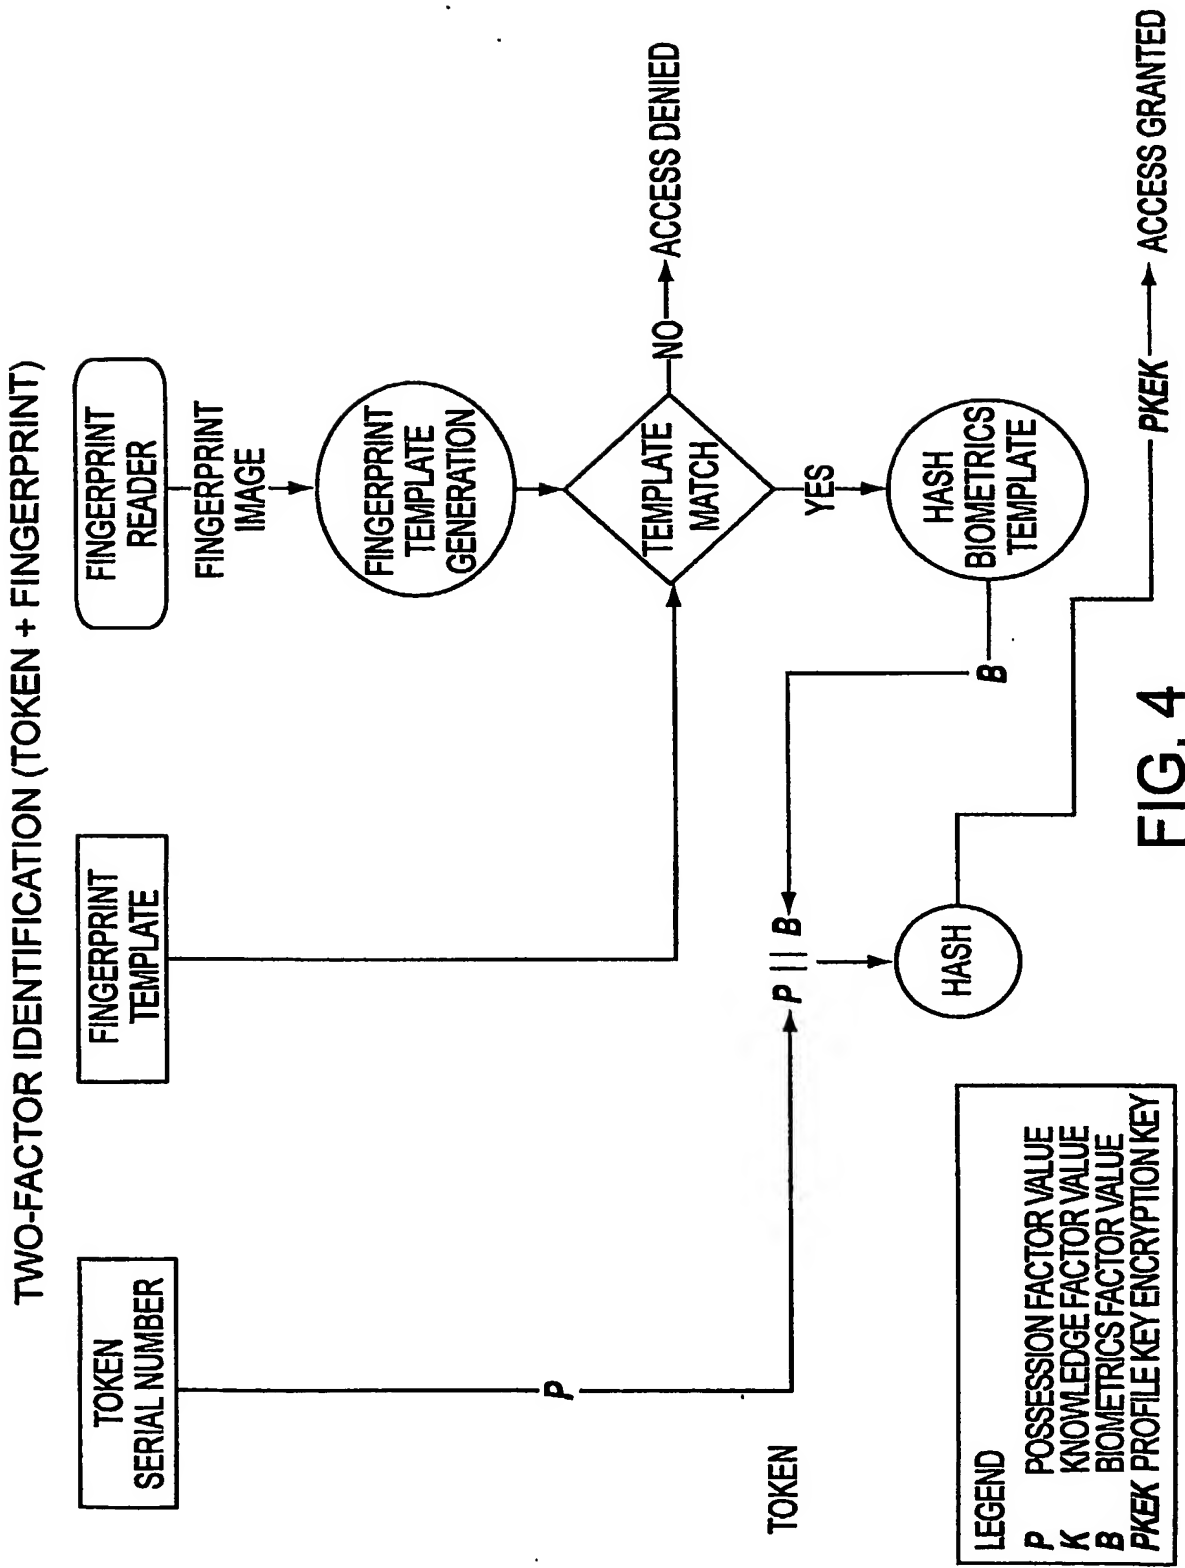 TWO-FACTOR IDENTIFICATION (TOKEN + FINGERPRINT)
TOKEN
SERIAL NUMBER
FINGERPRINT
TEMPLATE
FINGERPRINT
READER
FINGERPRINT
IMAGE
FINGERPRINT
TEMPLATE
GENERATION
P
TEMPLATE
MATCH
NO
ACCESS DENIED
YES
TOKEN
P || B
HASH
BIOMETRICS
TEMPLATE
B
HASH
PKEK
ACCESS GRANTED
LEGEND
P POSSESSION FACTOR VALUE
K KNOWLEDGE FACTOR VALUE
B BIOMETRICS FACTOR VALUE
PKEK PROFILE KEY ENCRYPTION KEY
FIG. 4